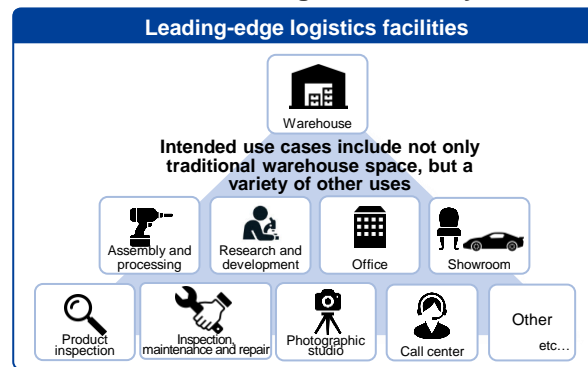 Leading-edge logistics facilities
Warehouse
Intended use cases include not only
traditional warehouse space, but a
variety of other uses
Assembly and
processing
Research and
development
Office
Showroom
Product
inspection
Inspection,
maintenance and repair
Photographic
studio
Call center
Other
etc…